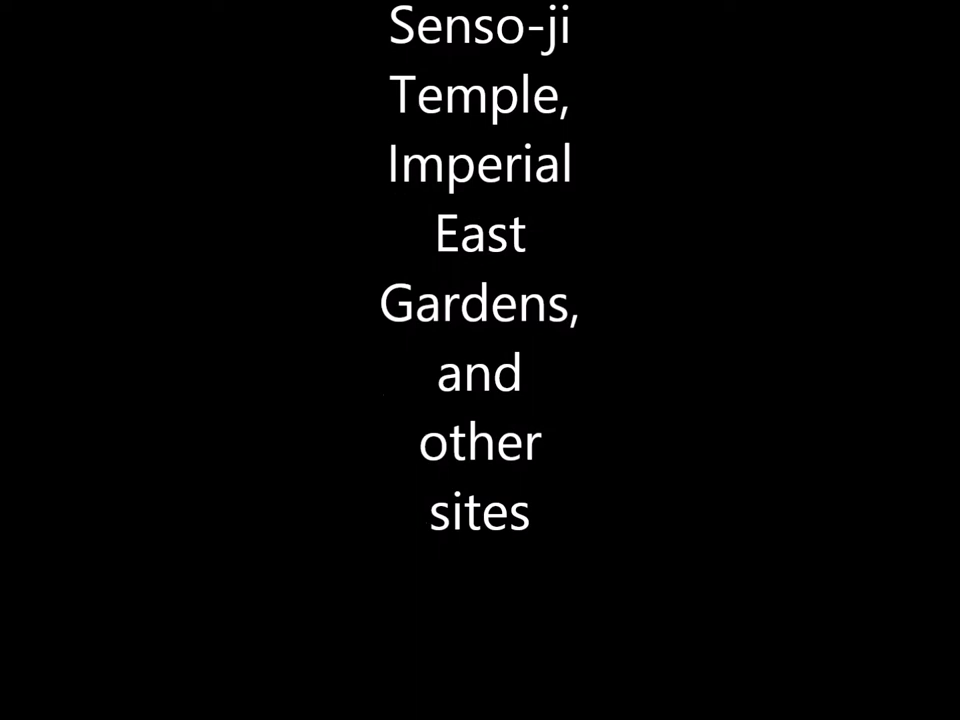 Senso-ji
Temple,
Imperial
East
Gardens,
and
other
sites